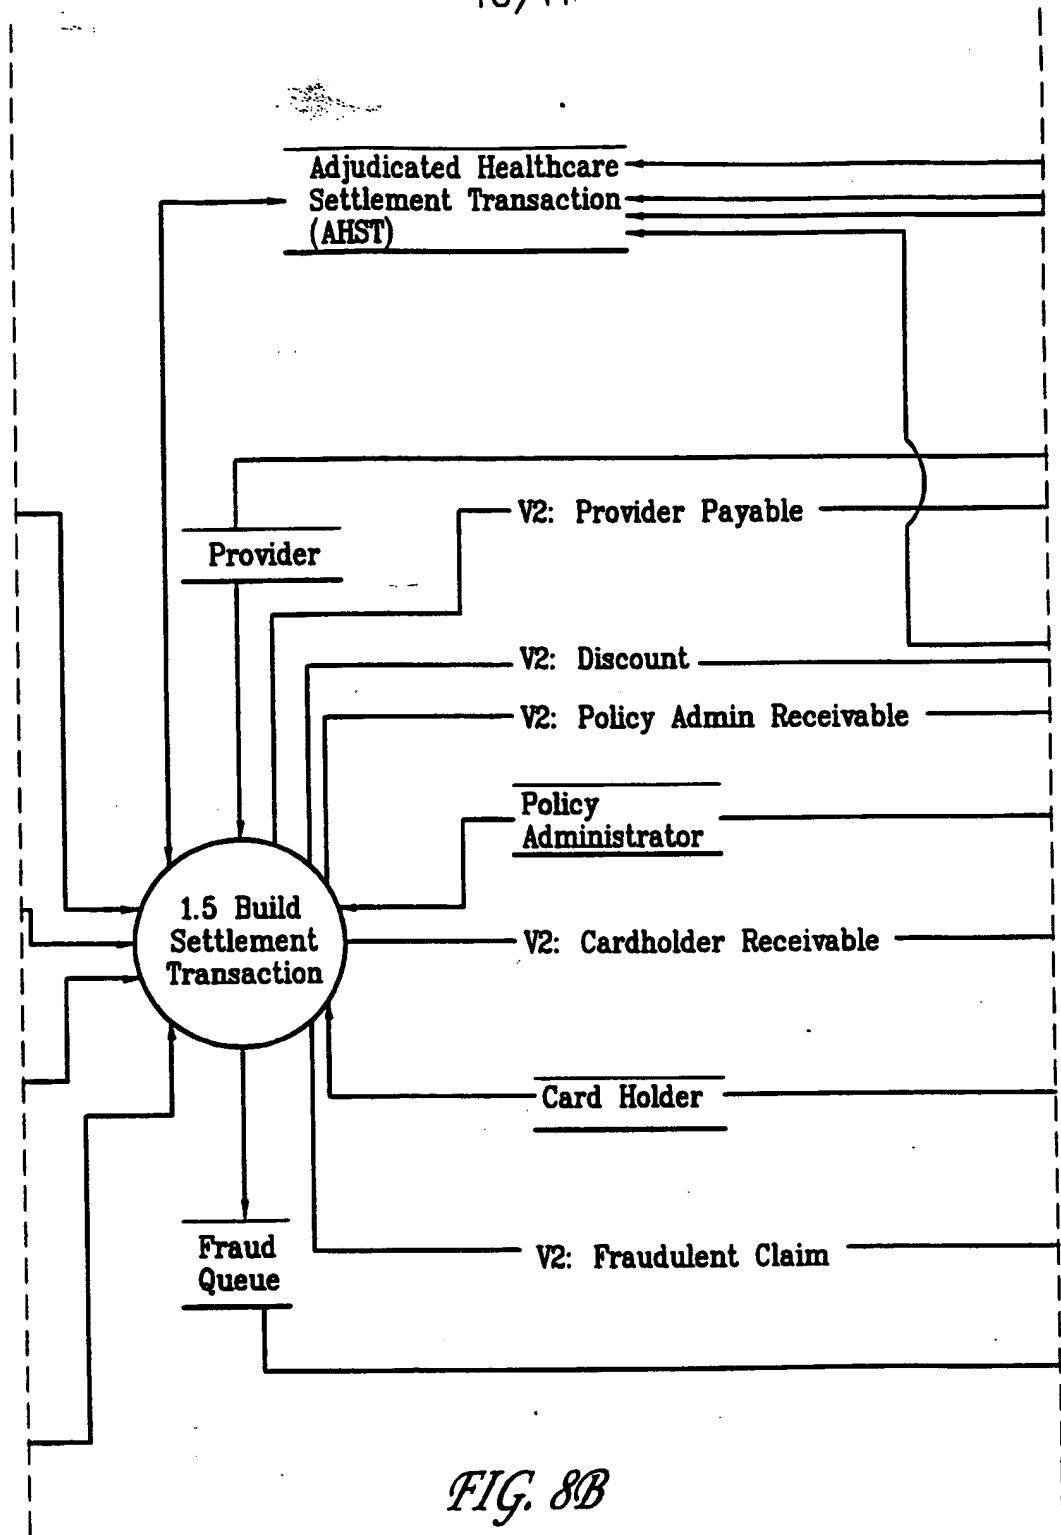 Adjudicated Healthcare
Settlement Transaction
(AHST)
V2: Provider Payable
Provider
V2: Discount
V2: Policy Admin Receivable
Policy
Administrator
1.5 Build
Settlement
Transaction
V2: Cardholder Receivable
Card Holder
Fraud
Queue
V2: Fraudulent Claim
FIG. 8B